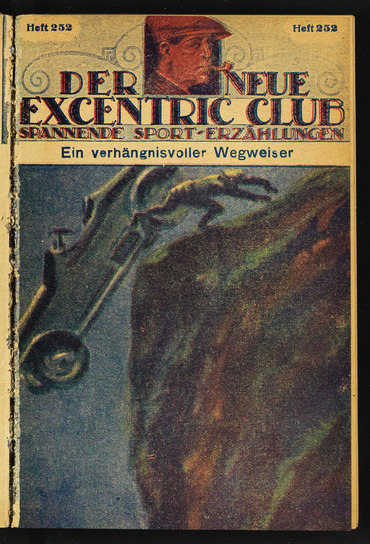 Heft 252 Heft 252
DER NEUE
EXCENTRIC CLUB
SPANNENDE SPORT-ERZÄHLUNGEN
Ein verhängnisvoller Wegweiser